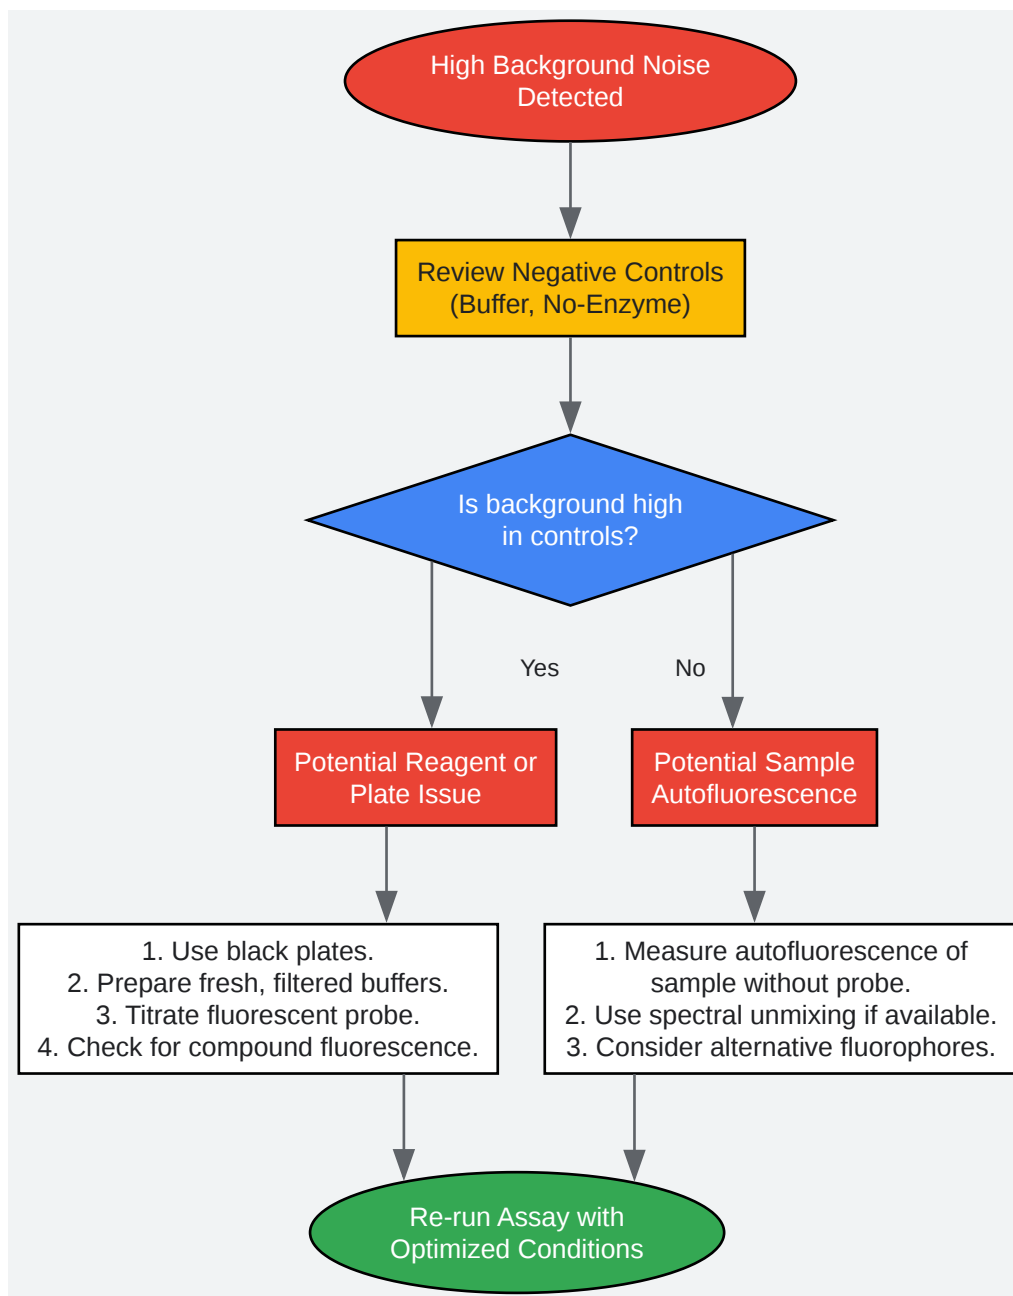 High Background Noise
Detected
Review Negative Controls
(Buffer, No-Enzyme)
Is background high
in controls?
Yes
No
Potential Reagent or
Plate Issue
Potential Sample
Autofluorescence
1. Use black plates.
2. Prepare fresh, filtered buffers.
3. Titrate fluorescent probe.
4. Check for compound fluorescence.
1. Measure autofluorescence of
sample without probe.
2. Use spectral unmixing if available.
3. Consider alternative fluorophores.
Re-run Assay with
Optimized Conditions